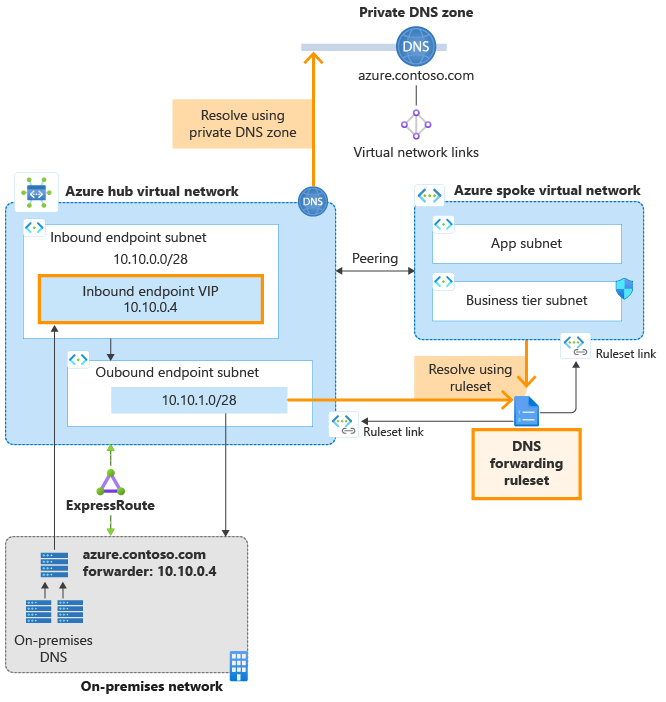 Private DNS zone
DNS
azure.contoso.com
Virtual network links
Resolve using
private DNS zone
Azure hub virtual network
DNS
Azure spoke virtual network
Inbound endpoint subnet
10.10.0.0/28
Inbound endpoint VIP
10.10.0.4
Peering
App subnet
Business tier subnet
Oubound endpoint subnet
10.10.1.0/28
Resolve using
ruleset
Ruleset link
Ruleset link
DNS
forwarding
ruleset
ExpressRoute
azure.contoso.com
forwarder: 10.10.0.4
On-premises
DNS
On-premises network